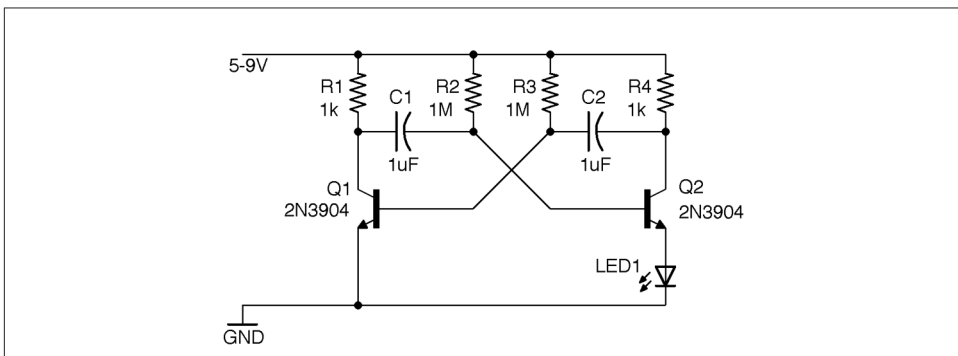 5-9V
R1
1k
C1
1uF
R2
1M
R3
1M
C2
1uF
R4
1k
Q1
2N3904
Q2
2N3904
LED1
GND